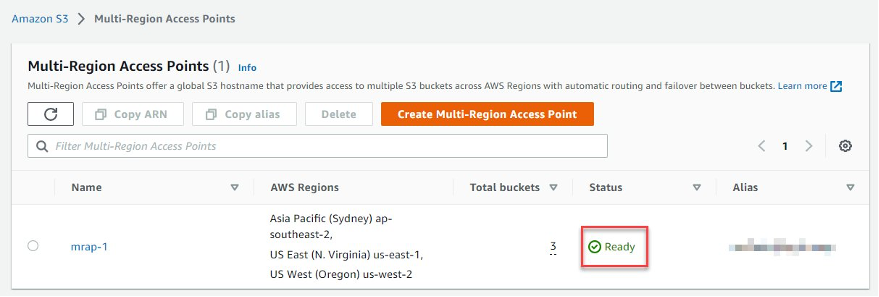 Amazon S3 > Multi-Region Access Points
Multi-Region Access Points (1) Info
Multi-Region Access Points offer a global S3 hostname that provides access to multiple S3 buckets across AWS Regions with automatic routing and failover between buckets. Learn more
Copy ARN Copy alias Delete Create Multi-Region Access Point
Filter Multi-Region Access Points < 1 >
Name AWS Regions Total buckets Status Alias
Asia Pacific (Sydney) ap-
southeast-2,
mrap-1 US East (N. Virginia) us-east-1, 3 Ready
US West (Oregon) us-west-2